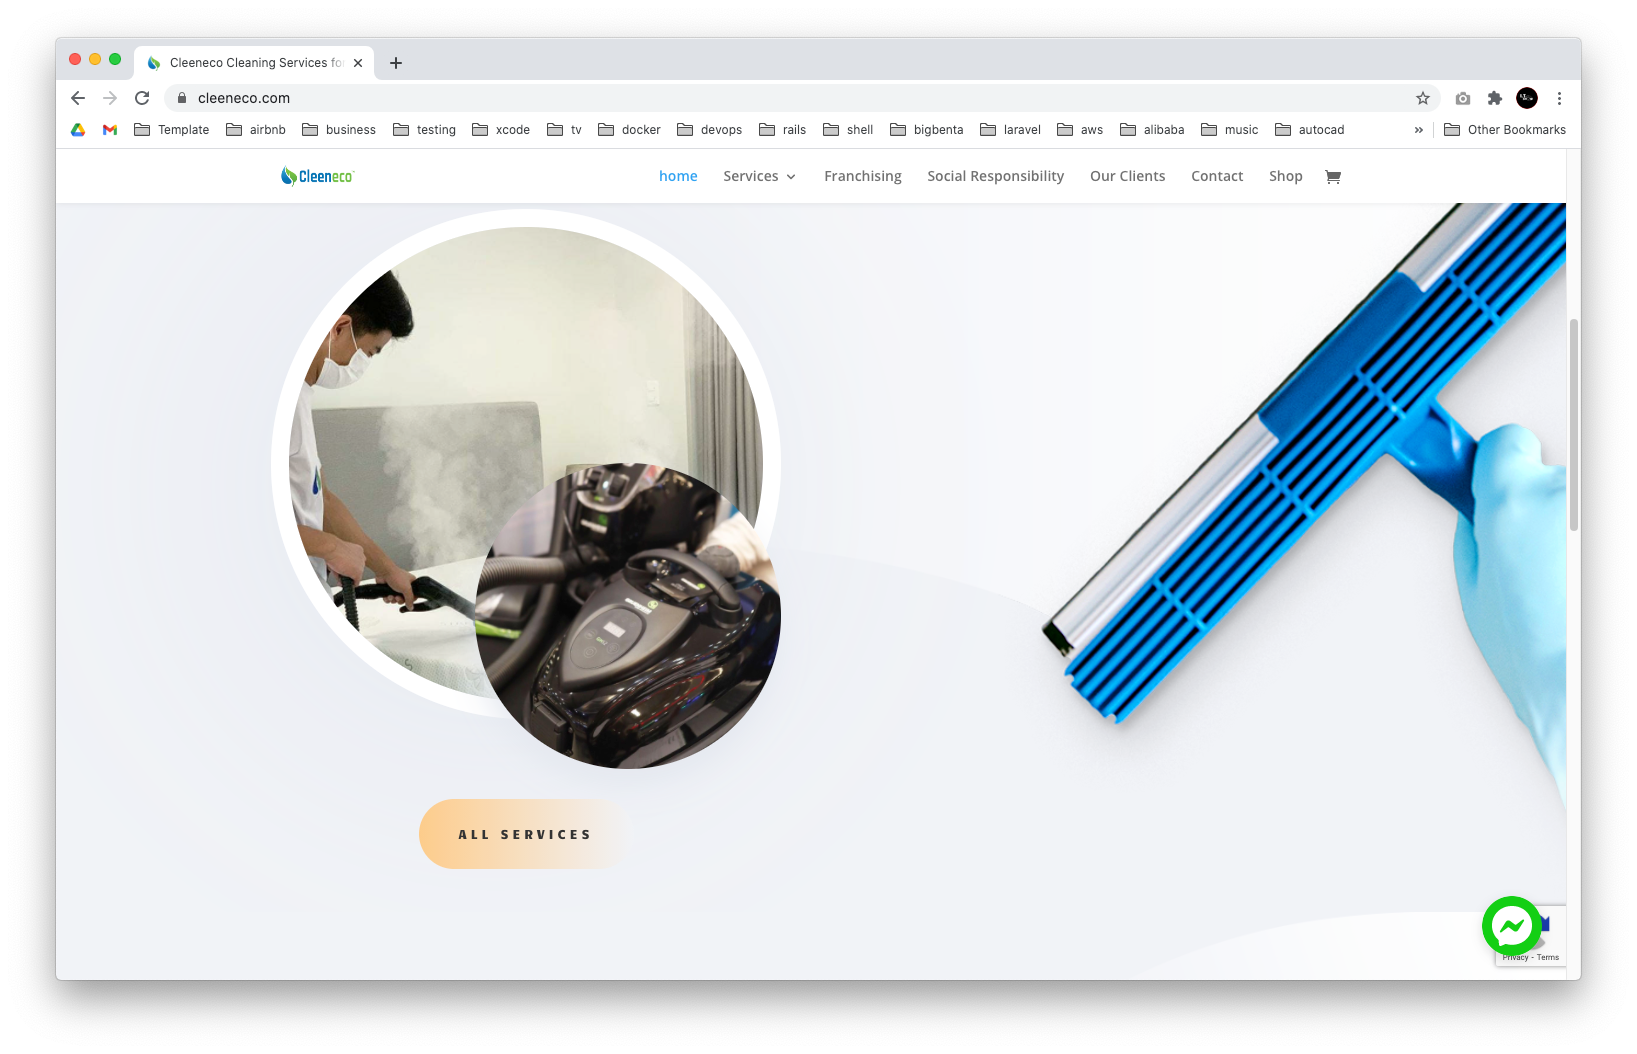 Cleeneco Cleaning Services fo
cleeneco.com
Template airbnb business testing xcode tv docker devops rails shell bigbenta laravel aws alibaba music autocad » Other Bookmarks
Cleeneco
home Services Franchising Social Responsibility Our Clients Contact Shop
ALL SERVICES
Privacy - Terms